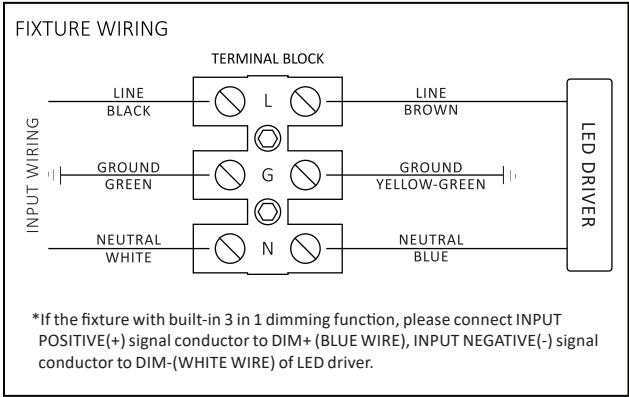 FIXTURE WIRING
TERMINAL BLOCK
LINE
BLACK
L
LINE
BROWN
INPUT WIRING
GROUND
GREEN
G
GROUND
YELLOW-GREEN
LED DRIVER
NEUTRAL
WHITE
N
NEUTRAL
BLUE
*If the fixture with built-in 3 in 1 dimming function, please connect INPUT
POSITIVE(+) signal conductor to DIM+ (BLUE WIRE), INPUT NEGATIVE(-) signal
conductor to DIM-(WHITE WIRE) of LED driver.